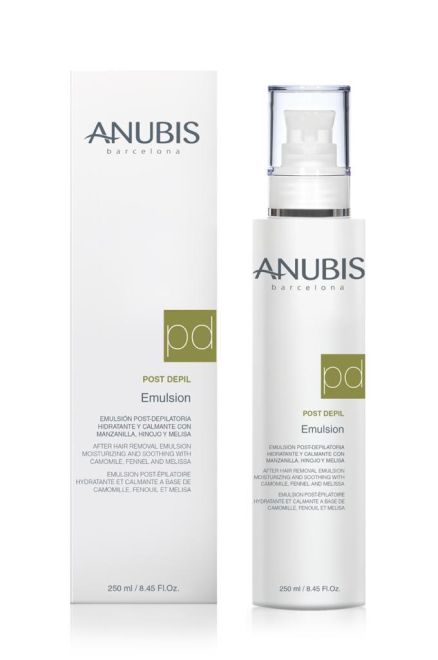 ANUBIS
barcelona
pd
POST DEPIL
Emulsion
EMULSIÓN POST-DEPILATORIA
HIDRATANTE Y CALMANTE CON
MANZANILLA, HINOJO Y MELISA
AFTER HAIR REMOVAL EMULSION
MOISTURIZING AND SOOTHING WITH
CAMOMILE, FENNEL AND MELISSA
EMULSION POST-ÉPILATOIRE
HYDRATANTE ET CALMANTE A BASE DE
CAMOMILLE, FENOUIL ET MELISA
250 ml / 8.45 Fl.Oz.
ANUBIS
barcelona
pd
POST DEPIL
Emulsion
EMULSIÓN POST-DEPILATORIA
HIDRATANTE Y CALMANTE CON
MANZANILLA, HINOJO Y MELISA
AFTER HAIR REMOVAL EMULSION
MOISTURIZING AND SOOTHING WITH
CAMOMILE, FENNEL AND MELISSA
EMULSION POST-ÉPILATOIRE
HYDRATANTE ET CALMANTE A BASE DE
CAMOMILLE, FENOUIL ET MELISA
250 ml / 8.45 Fl.Oz.